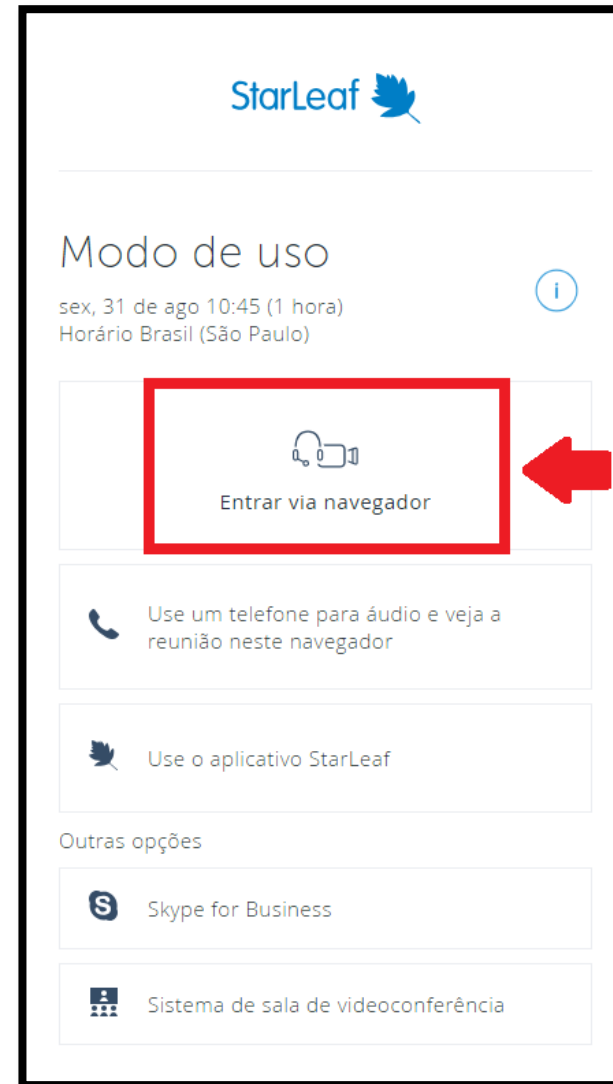 StarLeaf
Modo de uso
sex, 31 de ago 10:45 (1 hora)
Horário Brasil (São Paulo)
i
Entrar via navegador
Use um telefone para áudio e veja a
reunião neste navegador
Use o aplicativo StarLeaf
Outras opções
S
Skype for Business
Sistema de sala de videoconferência